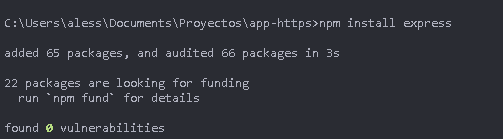 C:\Users\aless\Documents\Proyectos\app-https>npm install express
added 65 packages, and audited 66 packages in 3s
22 packages are looking for funding
run `npm fund` for details
found 0 vulnerabilities